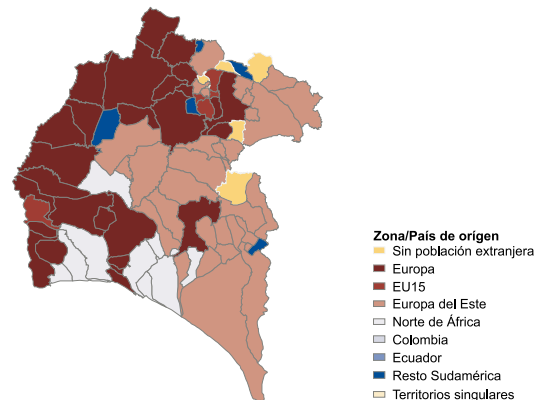 Zona/País de orígen
Sin población extranjera
Europa
EU15
Europa del Este
Norte de África
Colombia
Ecuador
Resto Sudamérica
Territorios singulares